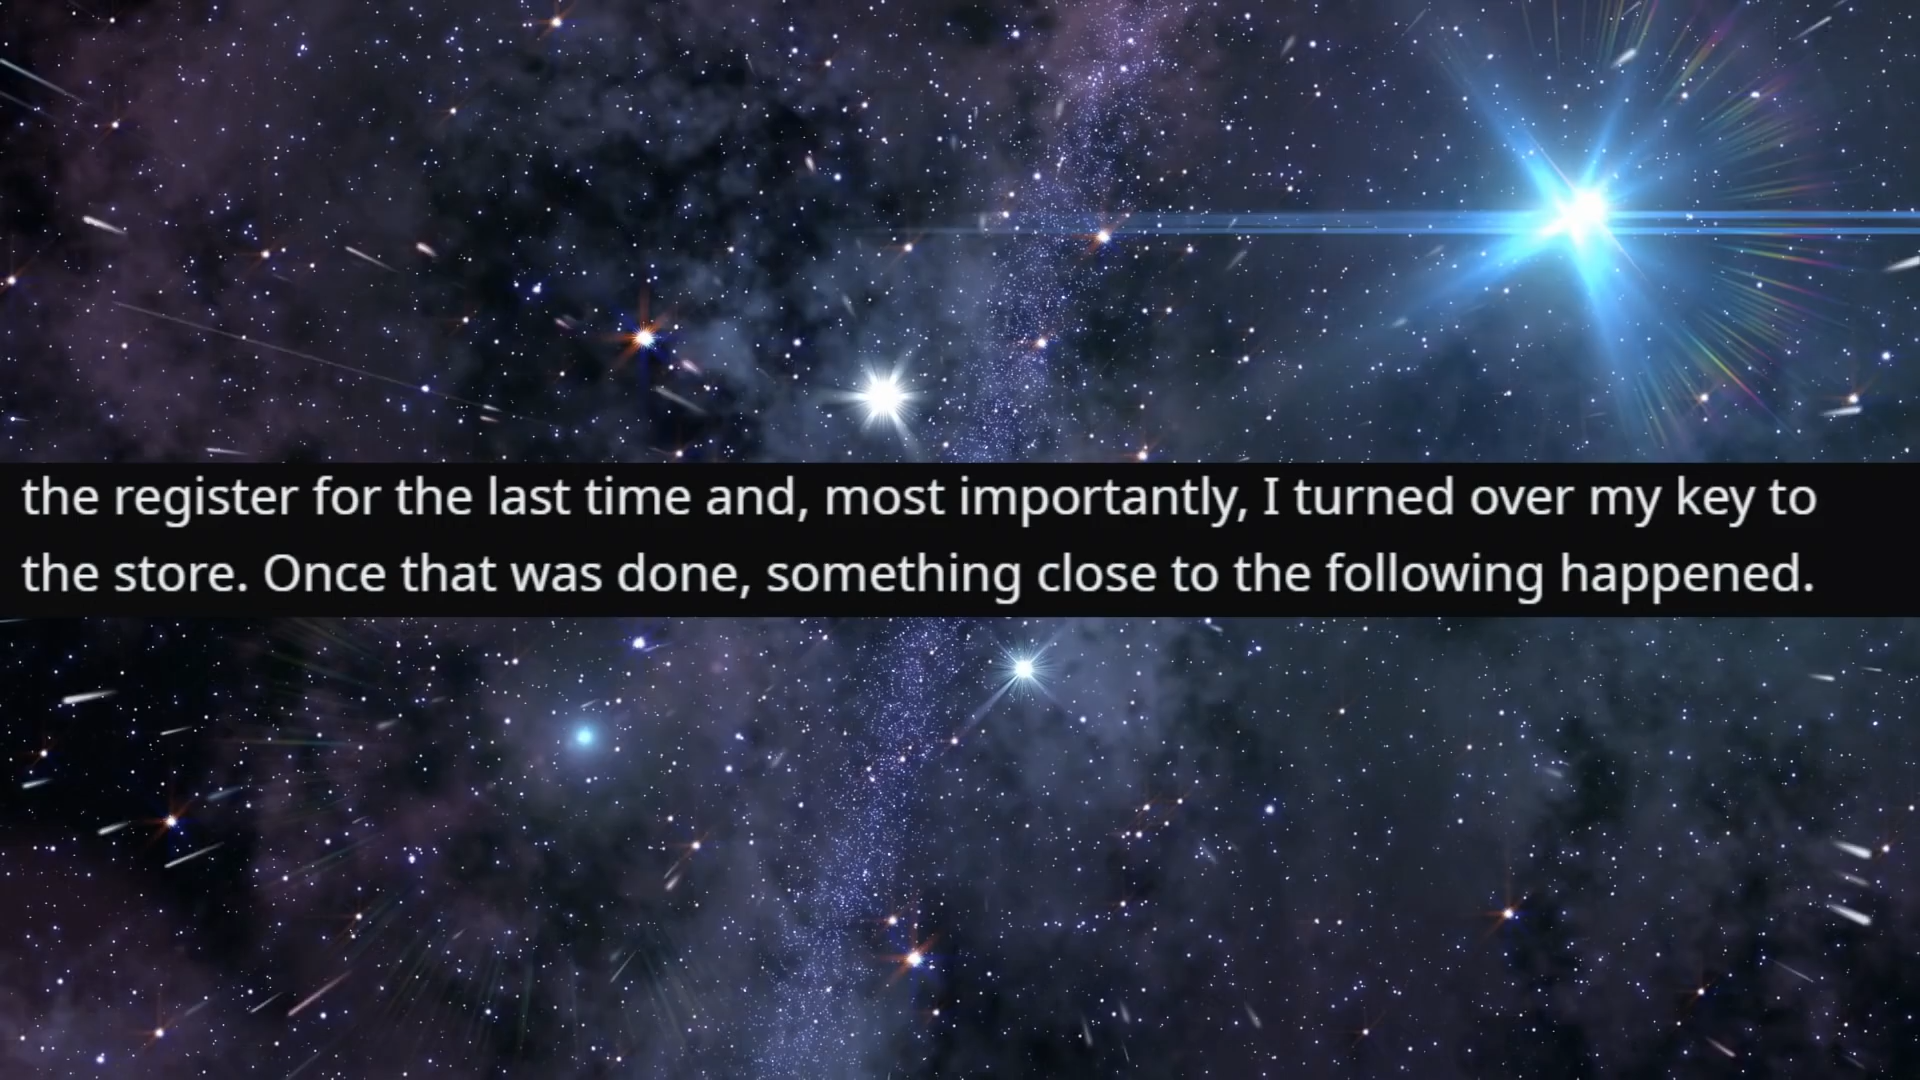 the register for the last time and, most importantly, I turned over my key to
the store. Once that was done, something close to the following happened.